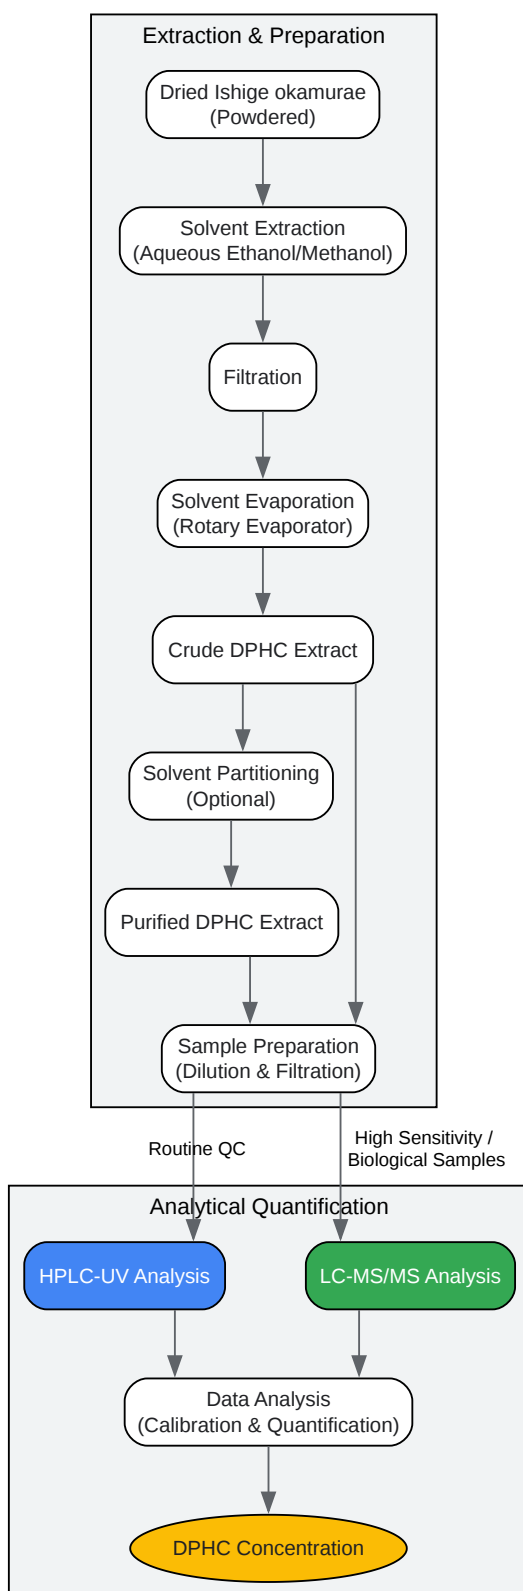 Extraction & Preparation
Dried Ishige okamurae
(Powdered)
Solvent Extraction
(Aqueous Ethanol/Methanol)
Filtration
Solvent Evaporation
(Rotary Evaporator)
Crude DPHC Extract
Solvent Partitioning
(Optional)
Purified DPHC Extract
Sample Preparation
(Dilution & Filtration)
Routine QC
High Sensitivity /
Biological Samples
Analytical Quantification
HPLC-UV Analysis
LC-MS/MS Analysis
Data Analysis
(Calibration & Quantification)
DPHC Concentration